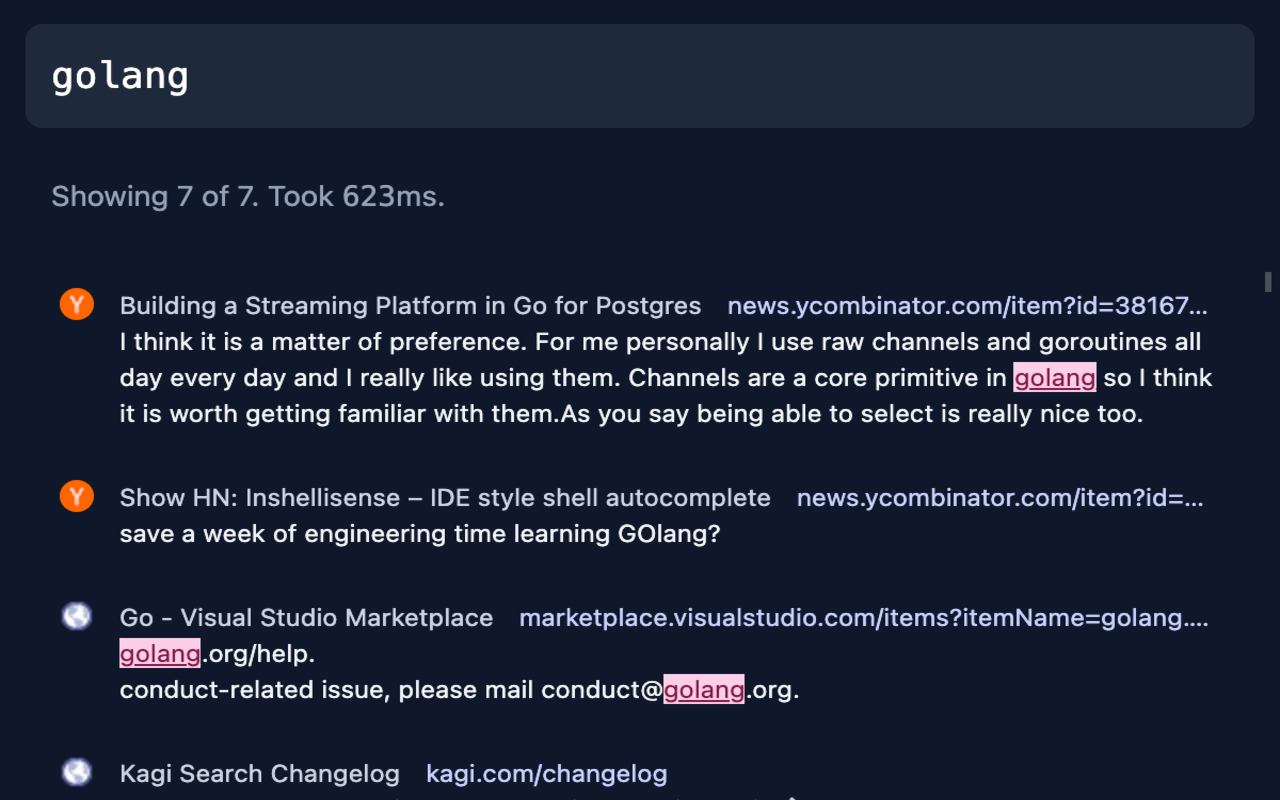 golang
Showing 7 of 7. Took 623ms.
Y Building a Streaming Platform in Go for Postgres news.ycombinator.com/item?id=38167...
I think it is a matter of preference. For me personally I use raw channels and goroutines all
day every day and I really like using them. Channels are a core primitive in golang so I think
it is worth getting familiar with them.As you say being able to select is really nice too.
Y Show HN: Inshellisense – IDE style shell autocomplete news.ycombinator.com/item?id=...
save a week of engineering time learning GOlang?
Go - Visual Studio Marketplace marketplace.visualstudio.com/items?itemName=golang....
golang.org/help.
conduct-related issue, please mail conduct@golang.org.
Kagi Search Changelog kagi.com/changelog